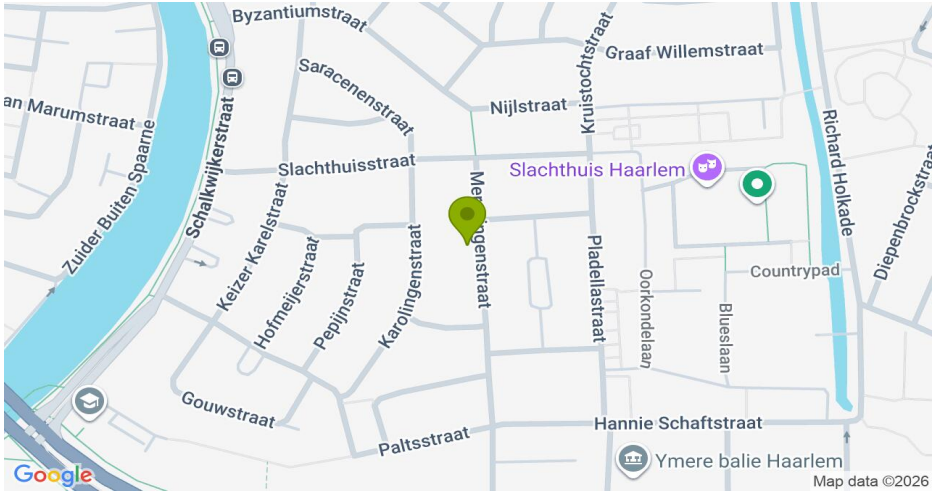 Byzantiumstraat
Graaf Willemstraat
Saracenenstraat
Kruistochtstraat
Nijlstraat
an Marumstraat
Schalkwijkerstraat
Slachthuisstraat
Slachthuis Haarlem
Richard Holkade
Zuider Buiten Spaarne
Keizer Karelstraat
Hofmeijerstraat
Pepijnstraat
Karolingenstraat
Pladellastraat
Oorkondelaan
Blueslaan
Countrypad
Diepenbrockstraat
Gouwstraat
Paltsstraat
Hannie Schaftstraat
Ymere balie Haarlem
Google
Map data ©2026